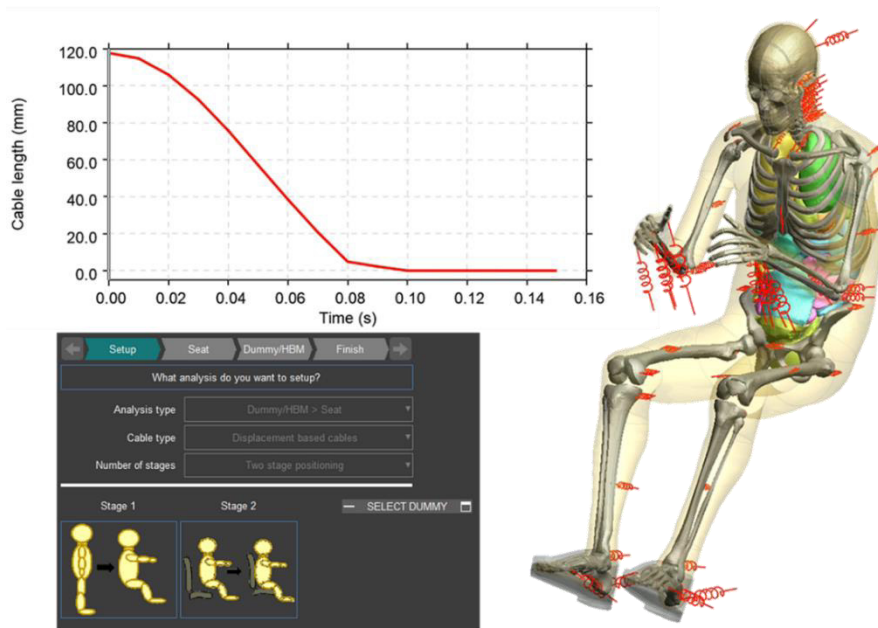 Cable length (mm)
120.0
100.0
80.0
60.0
40.0
20.0
0.0
0.00 0.02 0.04 0.06 0.08 0.10 0.12 0.14 0.16
Time (s)
Setup Seat Dummy/HBM Finish
What analysis do you want to setup?
Analysis type Dummy/HBM > Seat
Cable type Displacement based cables
Number of stages Two stage positioning
Stage 1 Stage 2 SELECT DUMMY